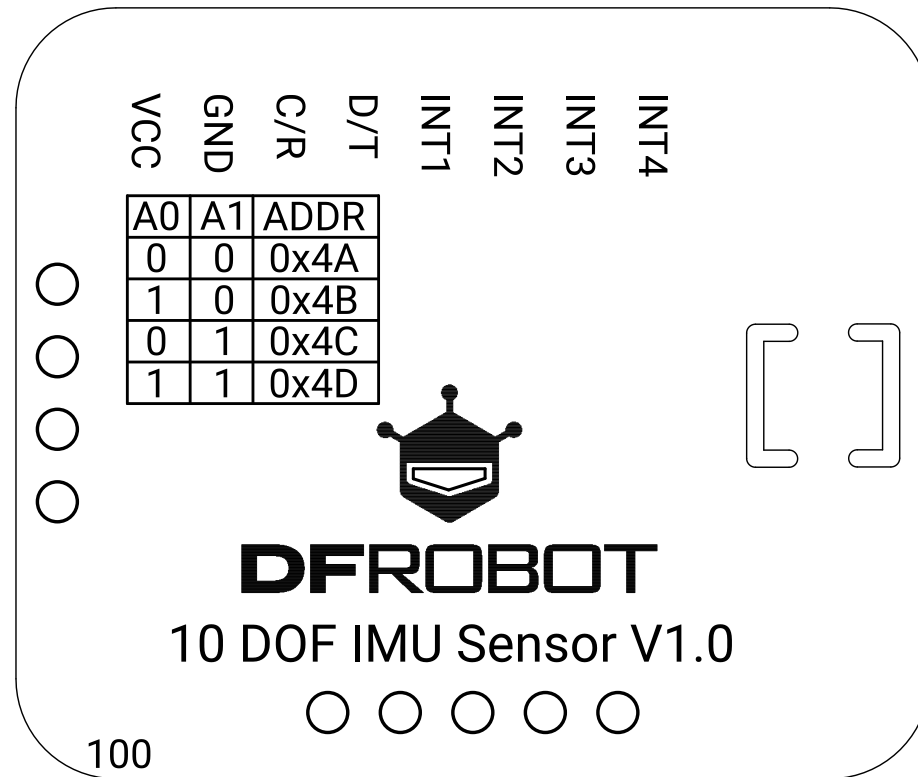 VCC GND C/R D/T INT1 INT2 INT3 INT4
A0 A1 ADDR
0 0 0x4A
1 0 0x4B
0 1 0x4C
1 1 0x4D
DFROBOT
10 DOF IMU Sensor V1.0
100